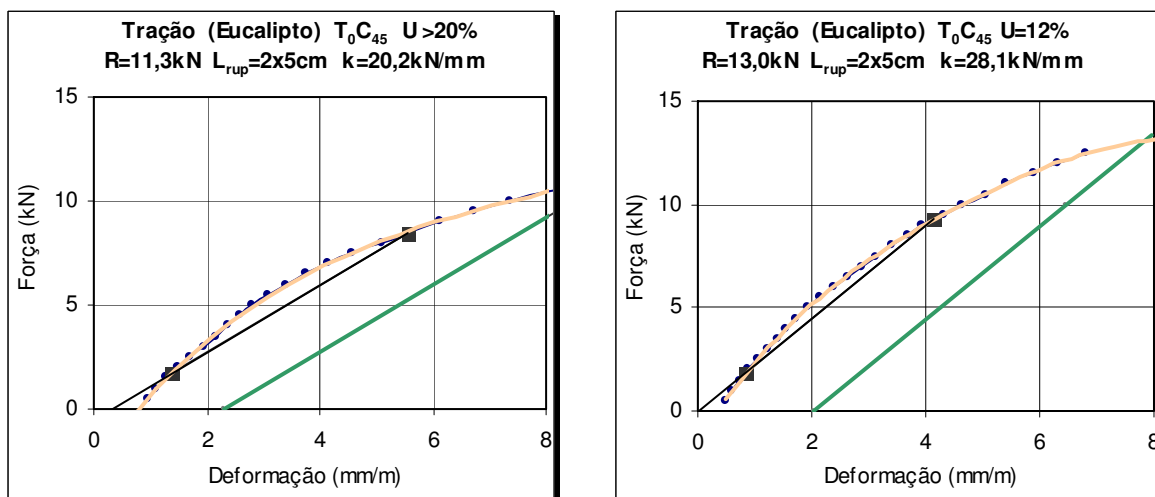 Tração (Eucalipto) T₀C₄₅ U >20%
R=11,3kN Lrup=2x5cm k=20,2kN/mm
15
10
5
0
Força (kN)
0 2 4 6 8
Deformação (mm/m)
Tração (Eucalipto) T₀C₄₅ U=12%
R=13,0kN Lrup=2x5cm k=28,1kN/mm
15
10
5
0
Força (kN)
0 2 4 6 8
Deformação (mm/m)